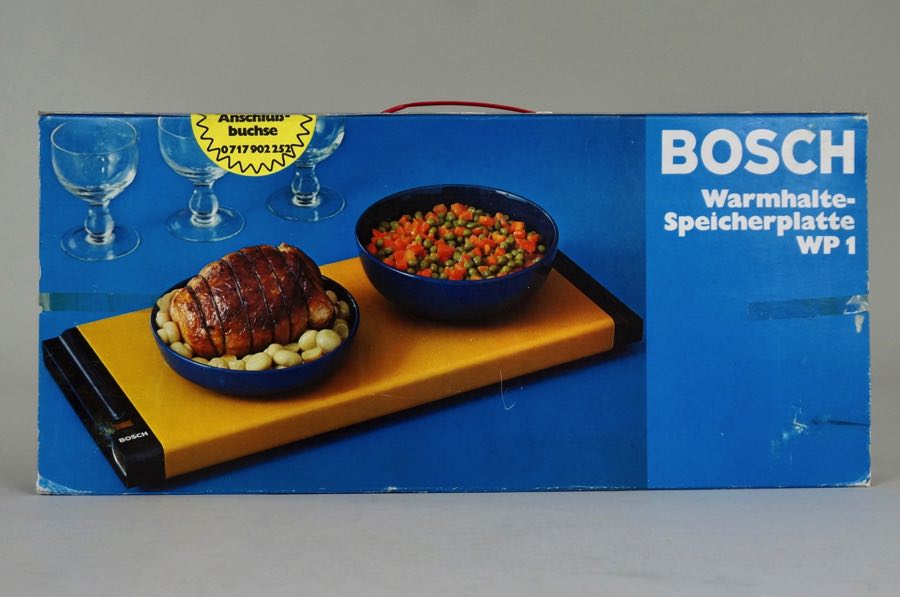 Anschluß-
buchse
0717902252
BOSCH
Warmhalte-
Speicherplatte
WP 1
BOSCH